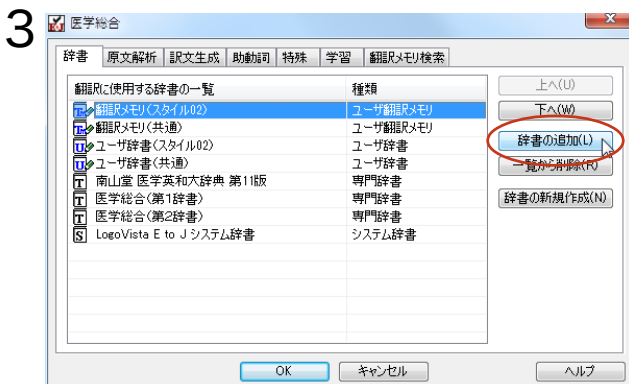 3
医学総合
辞書 原文解析 訳文生成 助動詞 特殊 学習 翻訳メモリ検索
翻訳に使用する辞書の一覧 種類
翻訳メモリ(スタイル02) ユーザ翻訳メモリ
翻訳メモリ(共通) ユーザ翻訳メモリ
ユーザ辞書(スタイル02) ユーザ辞書
ユーザ辞書(共通) ユーザ辞書
南山堂 医学英和大辞典 第11版 専門辞書
医学総合(第1辞書) 専門辞書
医学総合(第2辞書) 専門辞書
LogoVista E to J システム辞書 システム辞書
上へ(U)
下へ(W)
辞書の追加(L)
一覧から削除(R)
辞書の新規作成(N)
OK キャンセル ヘルプ